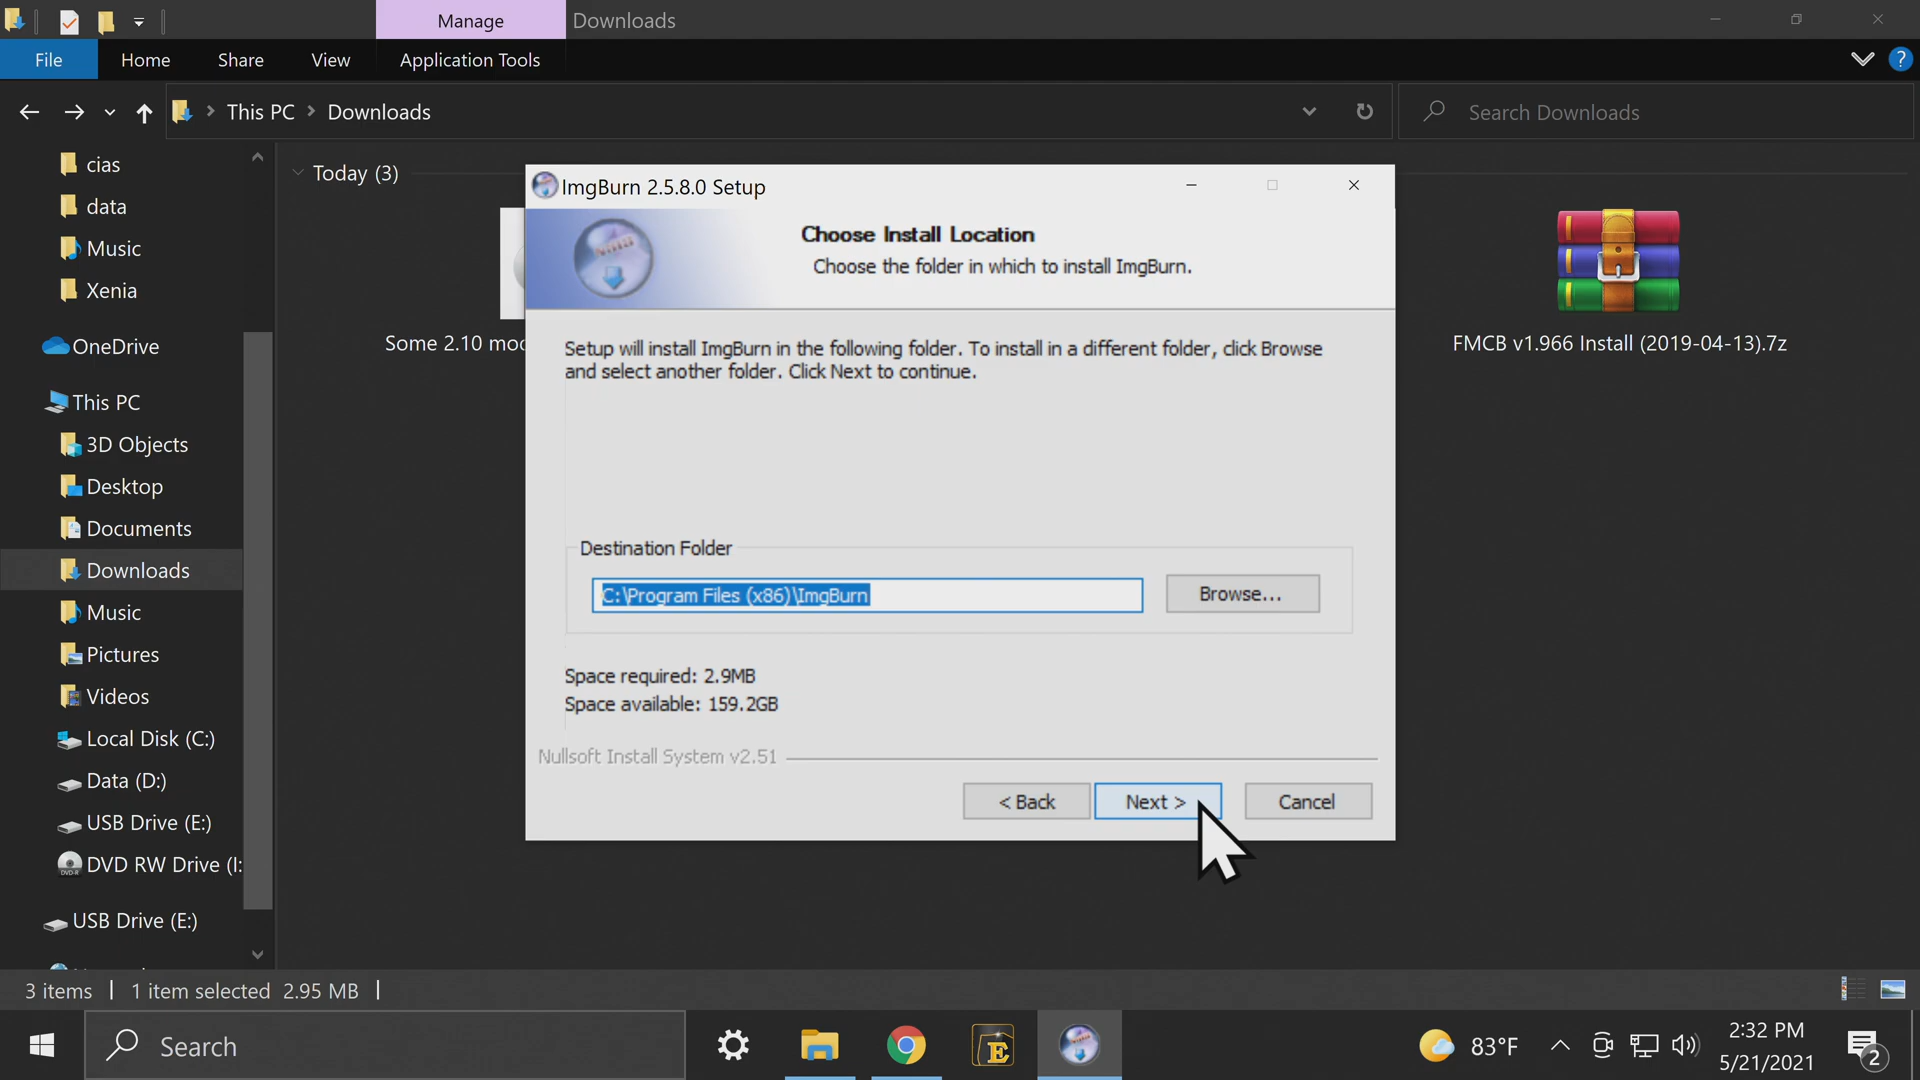 Manage
Downloads
File
Home
Share
View
Application Tools
?
This PC > Downloads
Search Downloads
cias
data
Music
Xenia
OneDrive
This PC
3D Objects
Desktop
Documents
Downloads
Music
Pictures
Videos
Local Disk (C:)
Data (D:)
USB Drive (E:)
DVD RW Drive (I:
USB Drive (E:)
Today (3)
Some 2.10 mod
FMCB v1.966 Install (2019-04-13).7z
ImgBurn 2.5.8.0 Setup
Choose Install Location
Choose the folder in which to install ImgBurn.
Setup will install ImgBurn in the following folder. To install in a different folder, click Browse
and select another folder. Click Next to continue.
Destination Folder
C:\Program Files (x86)\ImgBurn
Browse...
Space required: 2.9MB
Space available: 159.2GB
Nullsoft Install System v2.51
< Back
Next >
Cancel
3 items
1 item selected 2.95 MB
Search
E
83°F
2:32 PM
5/21/2021
2